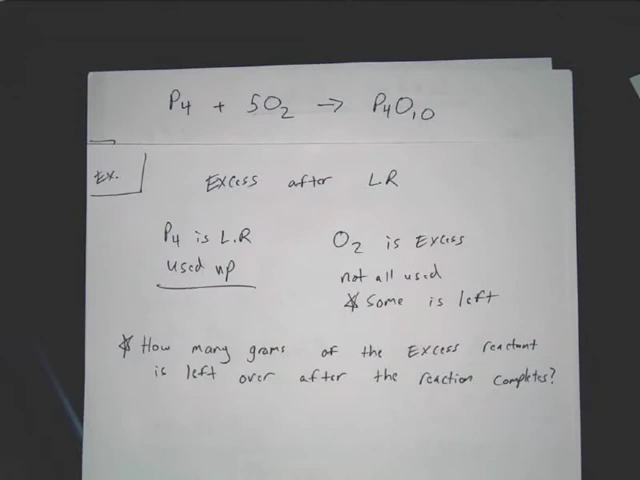 P₄ + 5O₂ → P₄O₁₀
Ex.
Excess after LR
P₄ is L.R
used up
O₂ is Excess
not all used
* Some is left
* How many grams of the Excess reactant
is left over after the reaction completes?